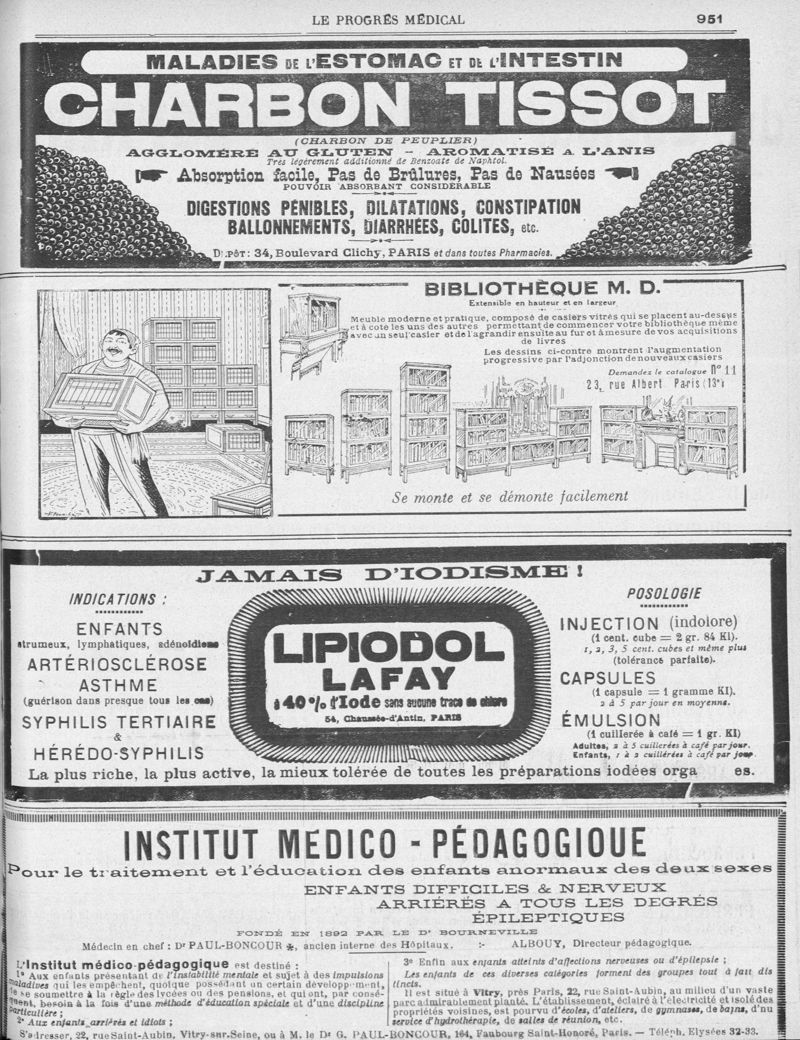 LE PROGRÈS MÉDICAL
951
MALADIES DE L'ESTOMAC ET DE L'INTESTIN
CHARBON TISSOT
(CHARBON DE PEUPLIER)
AGGLOMÉRÉ AU GLUTEN - AROMATISÉ A L'ANIS
Très légèrement additionné de Benzoate de Naphtol.
Absorption facile, Pas de Brûlures, Pas de Nausées
POUVOIR ABSORBANT CONSIDÉRABLE
DIGESTIONS PÉNIBLES, DILATATIONS, CONSTIPATION
BALLONNEMENTS, DIARRHÉES, COLITES, etc.
DÉPÔT: 34, Boulevard Clichy, PARIS et dans toutes Pharmacies.
BIBLIOTHÈQUE M. D.
Extensible en hauteur et en largeur
Meuble moderne et pratique, composé de casiers vitrés qui se placent au-dessus
et à côté les uns des autres permettant de commencer votre bibliothèque même
avec un seul casier et de l'agrandir ensuite au fur et à mesure de vos acquisitions
de livres
Les dessins ci-contre montrent l'augmentation
progressive par l'adjonction de nouveaux casiers
Demandez le catalogue N° 11
23, rue Albert Paris (13e)
Se monte et se démonte facilement
JAMAIS D'IODISME !
INDICATIONS :
ENFANTS
strumeux, lymphatiques, adénoïdiens
ARTÉRIOSCLÉROSE
ASTHME
(guérison dans presque tous les cas)
SYPHILIS TERTIAIRE
&
HÉRÉDO-SYPHILIS
LIPIODOL
LAFAY
à 40 % d'Iode sans aucune trace de chlore
54, Chaussée-d'Antin, PARIS
POSOLOGIE
INJECTION (indolore)
(1 cent. cube = 2 gr. 84 KI).
1, 2, 3, 5 cent. cubes et même plus
(tolérance parfaite).
CAPSULES
(1 capsule = 1 gramme KI).
2 à 5 par jour en moyenne.
ÉMULSION
(1 cuillerée à café = 1 gr. KI)
Adultes, 2 à 5 cuillerées à café par jour.
Enfants, 1 à 2 cuillérées à café par jour
La plus riche, la plus active, la mieux tolérée de toutes les préparations iodées orga es.
INSTITUT MÉDICO - PÉDAGOGIQUE
Pour le traitement et l'éducation des enfants anormaux des deux sexes
ENFANTS DIFFICILES & NERVEUX
ARRIÉRÉS A TOUS LES DEGRÉS
ÉPILEPTIQUES
FONDÉ EN 1892 PAR LE Dr BOURNEVILLE
Médecin en chef : Dr PAUL-BONCOUR ✻, ancien interne des Hôpitaux. :- ALBOUY, Directeur pédagogique.
L'Institut médico-pédagogique est destiné :
1° Aux enfants présentant de l'instabilité mentale et sujet à des impulsions
maladives qui les empêchent, quoique possédant un certain développement,
de se soumettre à la règle des lycées ou des pensions, et qui ont, par consé-
quent, besoin à la fois d'une méthode d'éducation spéciale et d'une discipline
particulière ;
2° Aux enfants arriérés et idiots ;
3° Enfin aux enfants atteints d'affections nerveuses ou d'épilepsie ;
Les enfants de ces diverses catégories forment des groupes tout à fait dis
tincts.
Il est situé à Vitry, près Paris, 22, rue Saint-Aubin, au milieu d'un vaste
parc admirablement planté. L'établissement, éclairé à l'électricité et isolé des
propriétés voisines, est pourvu d'écoles, d'ateliers, de gymnases, de bains, d'nu
service d'hydrothérapie, de salles de réunion, etc.
S'adresser, 22, rue Saint-Aubin, Vitry-sur-Seine, ou à M. le Dr G. PAUL-BONCOUR, 164, Faubourg Saint-Honoré, Paris. — Téléph. Elysées 32-33.